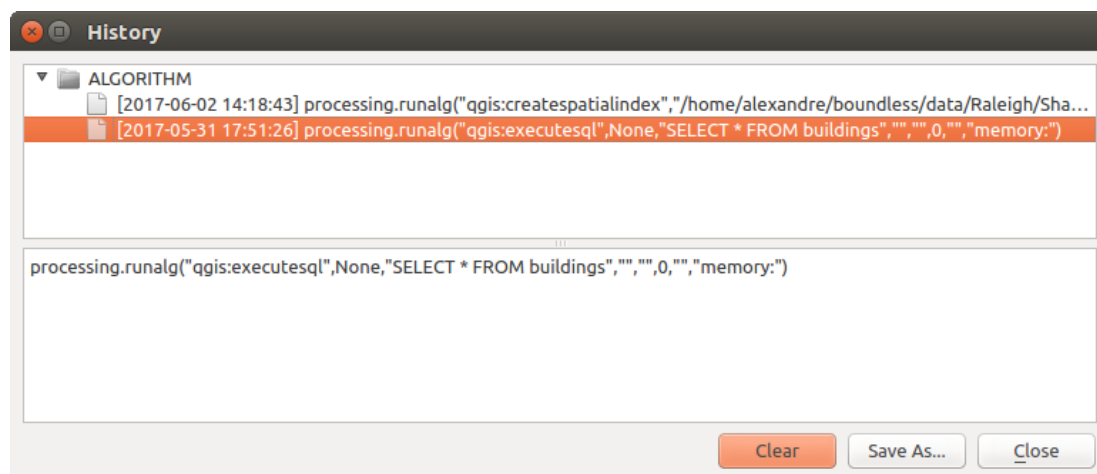 History
ALGORITHM
[2017-06-02 14:18:43] processing.runalg("qgis:createspatialindex","/home/alexandre/boundless/data/Raleigh/Sha...
[2017-05-31 17:51:26] processing.runalg("qgis:executesql",None,"SELECT * FROM buildings","","",0,"","memory:")
processing.runalg("qgis:executesql",None,"SELECT * FROM buildings","","",0,"","memory:")
Clear Save As... Close